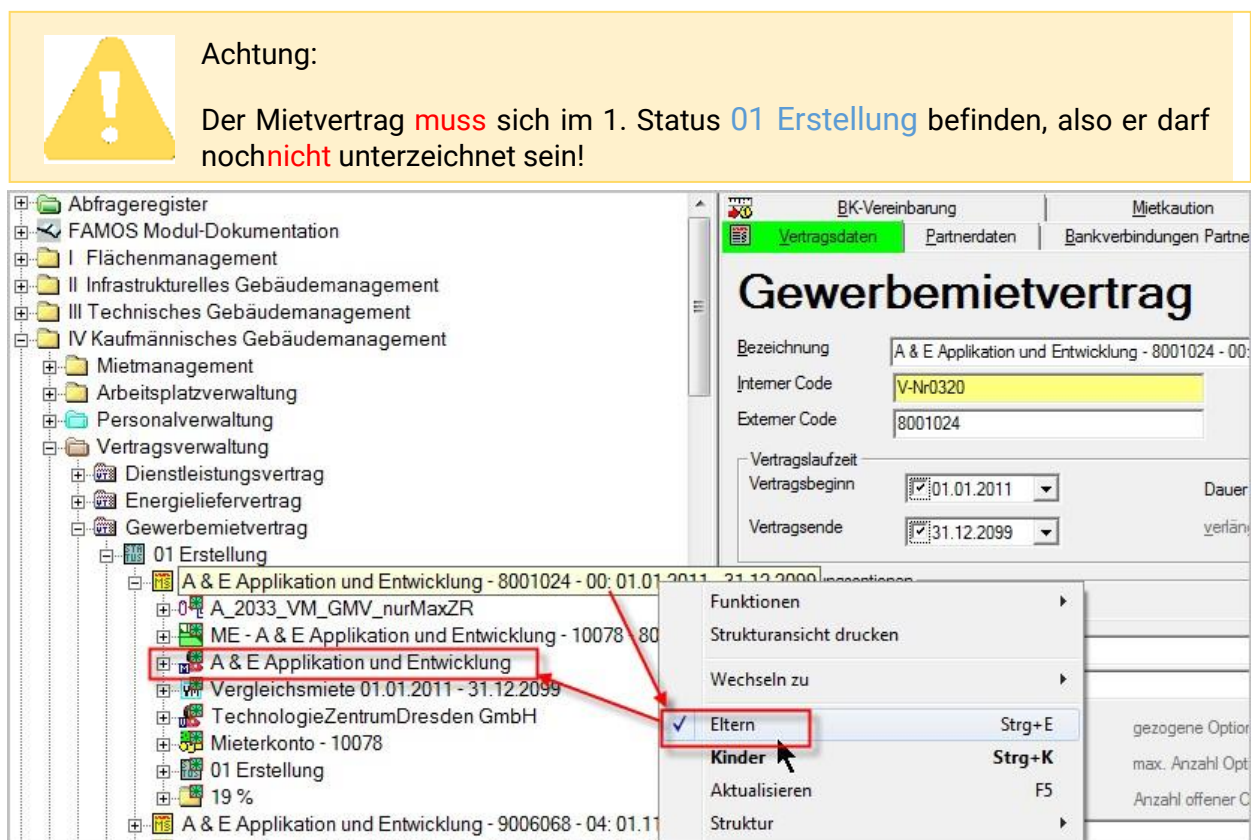 Achtung:
Der Mietvertrag muss sich im 1. Status 01 Erstellung befinden, also er darf
nochnicht unterzeichnet sein!
Abfrageregister
FAMOS Modul-Dokumentation
I Flächenmanagement
II Infrastrukturelles Gebäudemanagement
III Technisches Gebäudemanagement
IV Kaufmännisches Gebäudemanagement
Mietmanagement
Arbeitsplatzverwaltung
Personalverwaltung
Vertragsverwaltung
Dienstleistungsvertrag
Energieliefervertrag
Gewerbemietvertrag
01 Erstellung
A & E Applikation und Entwicklung - 8001024 - 00: 01.01.2011 - 31.12.2099
A_2033_VM_GMV_nurMaxZR
ME - A & E Applikation und Entwicklung - 10078 - 80
A & E Applikation und Entwicklung
Vergleichsmiete 01.01.2011 - 31.12.2099
TechnologieZentrumDresden GmbH
Mieterkonto - 10078
01 Erstellung
19 %
A & E Applikation und Entwicklung - 9006068 - 04: 01.11
BK-Vereinbarung
Mietkaution
Vertragsdaten
Partnerdaten
Bankverbindungen Partne
Gewerbemietvertrag
Bezeichnung
A & E Applikation und Entwicklung - 8001024 - 00:
Interner Code
V-Nr0320
Externer Code
8001024
Vertragslaufzeit
Vertragsbeginn
01.01.2011
Dauer
Vertragsende
31.12.2099
verlän
Funktionen
Strukturansicht drucken
Wechseln zu
Eltern Strg+E
Kinder Strg+K
Aktualisieren F5
Struktur
gezogene Option
max. Anzahl Opt
Anzahl offener O